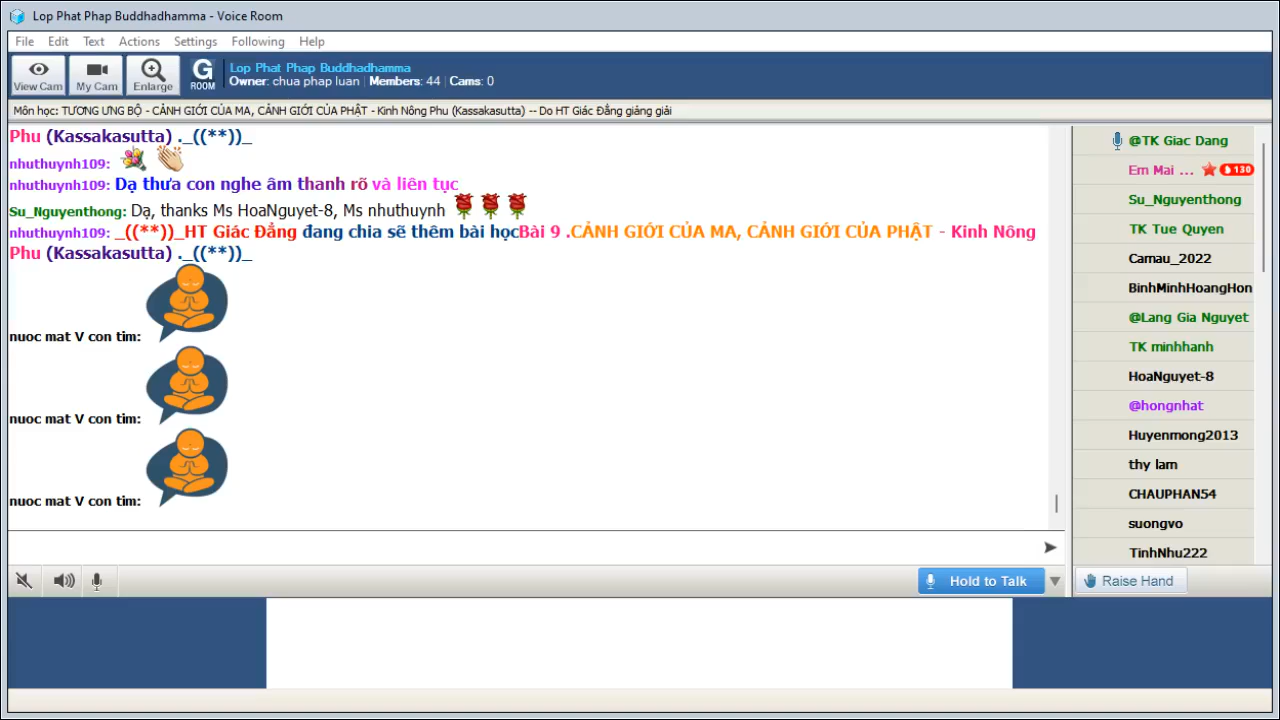 Lop Phat Phap Buddhadhamma - Voice Room
File Edit Text Actions Settings Following Help
View Cam My Cam Enlarge G ROOM
Lop Phat Phap Buddhadhamma
Owner: chua phap luan | Members: 44 | Cams: 0
Môn học: TƯƠNG ƯNG BỘ - CẢNH GIỚI CỦA MA, CẢNH GIỚI CỦA PHẬT - Kinh Nông Phu (Kassakasutta) -- Do HT Giác Đẳng giảng giải
Phu (Kassakasutta) ._((**))_
nhuthuynh109:
nhuthuynh109: Dạ thưa con nghe âm thanh rõ và liên tục
Su_Nguyenthong: Dạ, thanks Ms HoaNguyet-8, Ms nhuthuynh
nhuthuynh109: _((**))_HT Giác Đẳng đang chia sẽ thêm bài họcBài 9 .CẢNH GIỚI CỦA MA, CẢNH GIỚI CỦA PHẬT - Kinh Nông
Phu (Kassakasutta) ._((**))_
nuoc mat V con tim:
nuoc mat V con tim:
nuoc mat V con tim:
@TK Giac Dang
Em Mai ... 130
Su_Nguyenthong
TK Tue Quyen
Camau_2022
BinhMinhHoangHon
@Lang Gia Nguyet
TK minhhanh
HoaNguyet-8
@hongnhat
Huyenmong2013
thy lam
CHAUPHAN54
suongvo
TinhNhu222
Hold to Talk
Raise Hand